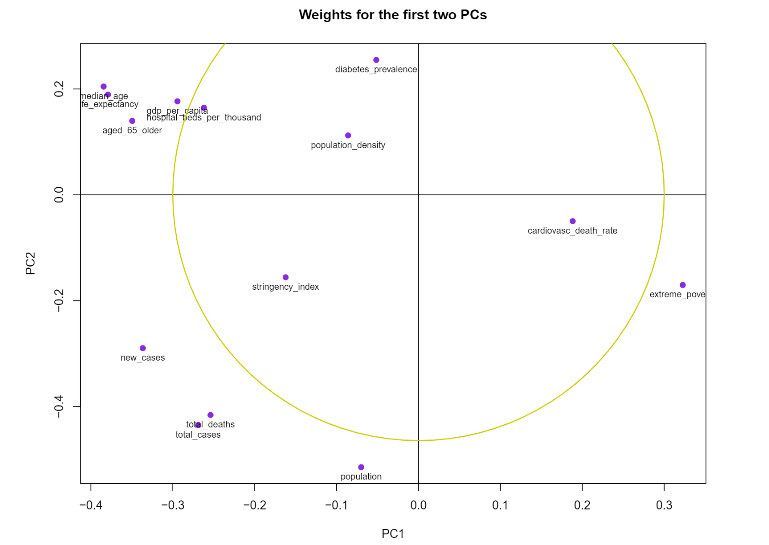 Weights for the first two PCs
diabetes_prevalence
median_age
fe_expectancy
gdp_per_capita
hospital_beds_per_thousand
aged_65_older
population_density
cardiovasc_death_rate
stringency_index
extreme_pove
new_cases
total_deaths
total_cases
population
PC2
0.2
0.0
−0.2
−0.4
−0.4
−0.3
−0.2
−0.1
0.0
0.1
0.2
0.3
PC1